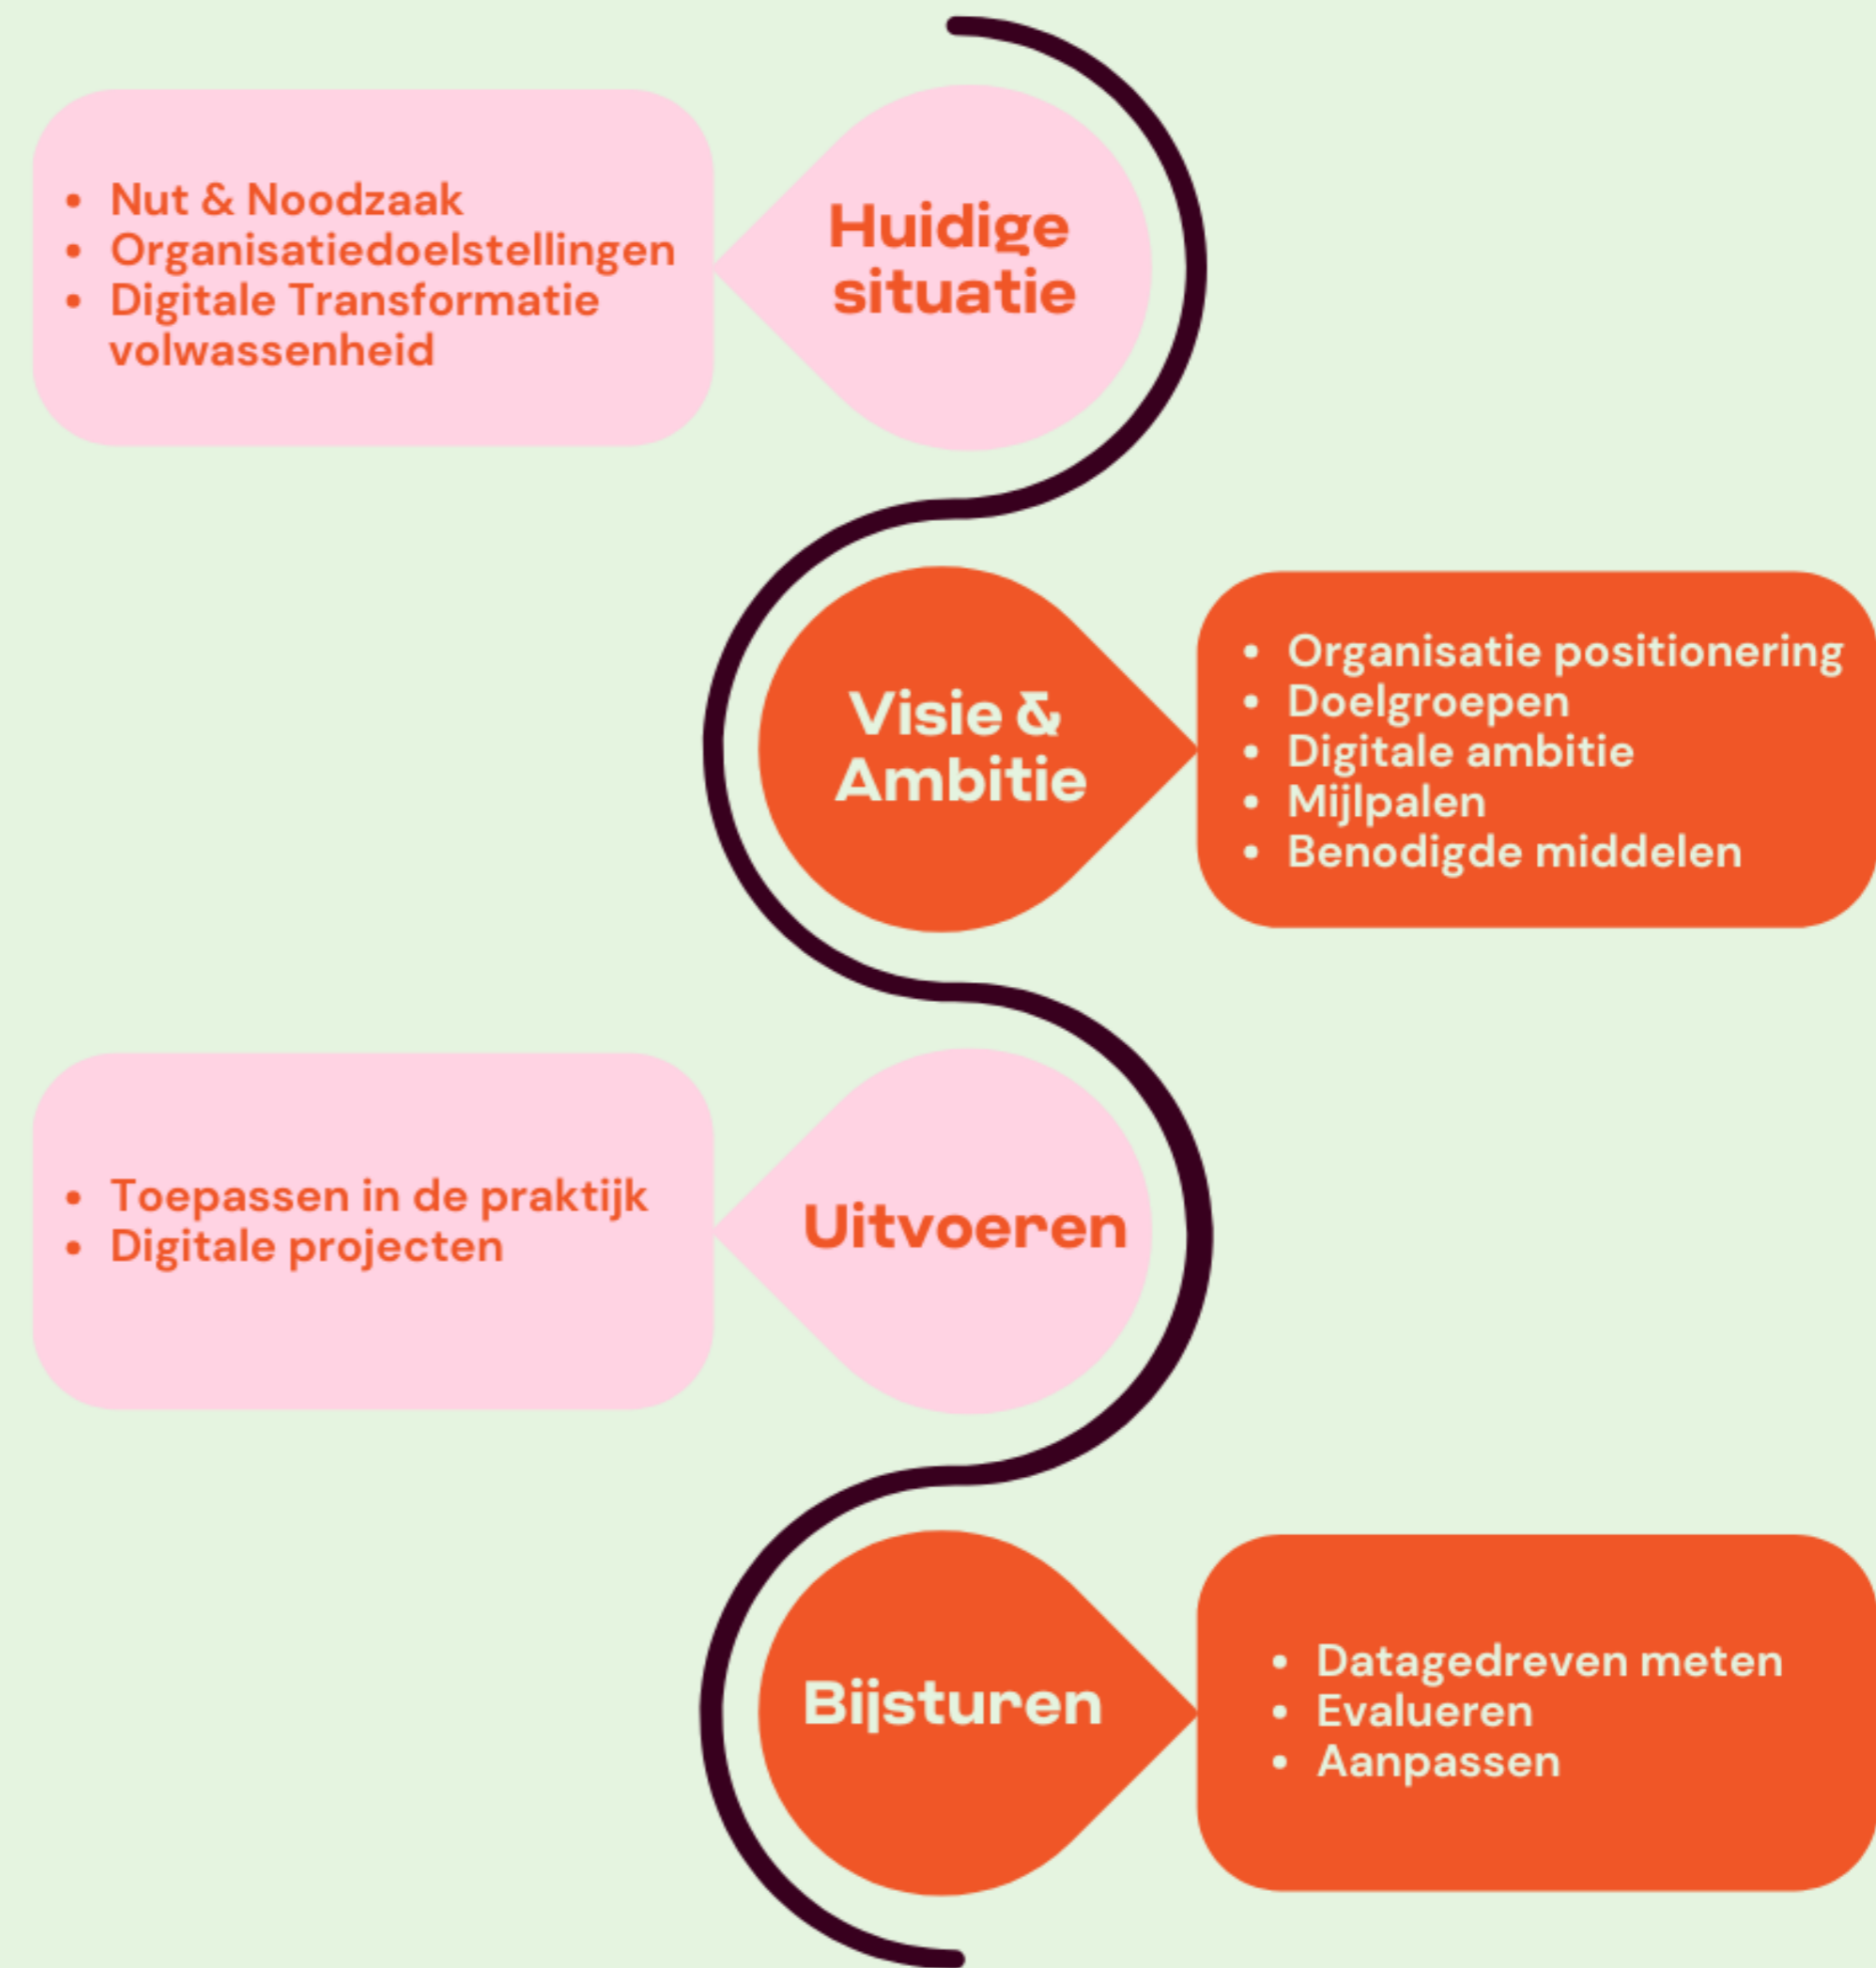 Huidige
situatie
• Nut & Noodzaak
• Organisatiedoelstellingen
• Digitale Transformatie
volwassenheid
Visie &
Ambitie
• Organisatie positionering
• Doelgroepen
• Digitale ambitie
• Mijlpalen
• Benodigde middelen
Uitvoeren
• Toepassen in de praktijk
• Digitale projecten
Bijsturen
• Datagedreven meten
• Evalueren
• Aanpassen